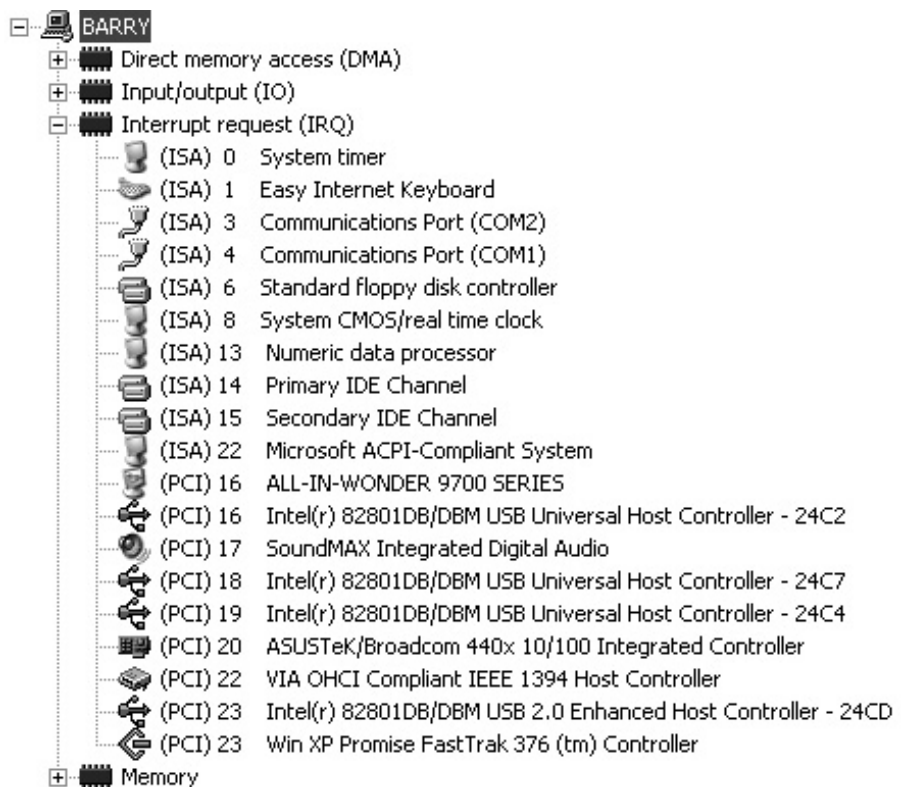 BARRY
Direct memory access (DMA)
Input/output (IO)
Interrupt request (IRQ)
(ISA) 0 System timer
(ISA) 1 Easy Internet Keyboard
(ISA) 3 Communications Port (COM2)
(ISA) 4 Communications Port (COM1)
(ISA) 6 Standard floppy disk controller
(ISA) 8 System CMOS/real time clock
(ISA) 13 Numeric data processor
(ISA) 14 Primary IDE Channel
(ISA) 15 Secondary IDE Channel
(ISA) 22 Microsoft ACPI-Compliant System
(PCI) 16 ALL-IN-WONDER 9700 SERIES
(PCI) 16 Intel(r) 82801DB/DBM USB Universal Host Controller - 24C2
(PCI) 17 SoundMAX Integrated Digital Audio
(PCI) 18 Intel(r) 82801DB/DBM USB Universal Host Controller - 24C7
(PCI) 19 Intel(r) 82801DB/DBM USB Universal Host Controller - 24C4
(PCI) 20 ASUSTeK/Broadcom 440x 10/100 Integrated Controller
(PCI) 22 VIA OHCI Compliant IEEE 1394 Host Controller
(PCI) 23 Intel(r) 82801DB/DBM USB 2.0 Enhanced Host Controller - 24CD
(PCI) 23 Win XP Promise FastTrak 376 (tm) Controller
Memory